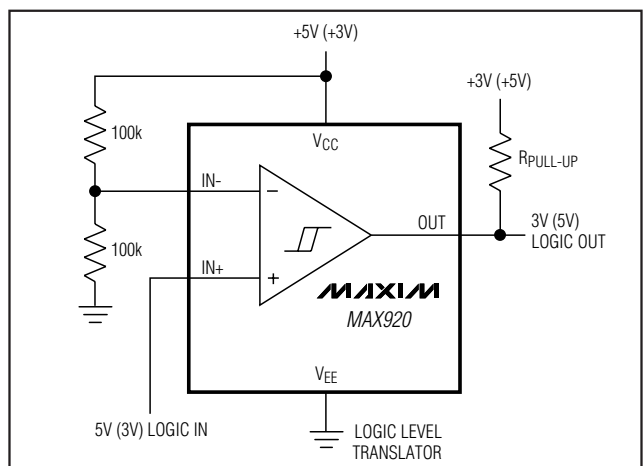 +5V (+3V)
+3V (+5V)
100k
VCC
RPULL-UP
IN-
−
OUT
3V (5V)
LOGIC OUT
100k
IN+
+
MAXIM
MAX920
VEE
5V (3V) LOGIC IN
LOGIC LEVEL
TRANSLATOR